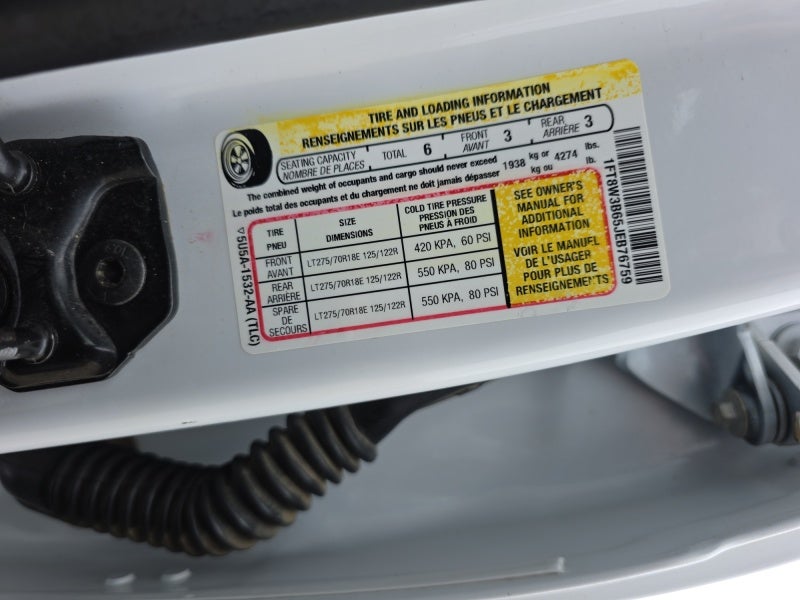 TIRE AND LOADING INFORMATION
RENSEIGNEMENTS SUR LES PNEUS ET LE CHARGEMENT
SEATING CAPACITY
NOMBRE DE PLACES
TOTAL 6
FRONT
AVANT 3
REAR
ARRIÈRE 3
The combined weight of occupants and cargo should never exceed
Le poids total des occupants et du chargement ne doit jamais dépasser
1938 kg or
kg ou
4274 lbs.
lb.
TIRE
PNEU
SIZE
DIMENSIONS
COLD TIRE PRESSURE
PRESSION DES
PNEUS À FROID
FRONT
AVANT
LT275/70R18E 125/122R
420 KPA, 60 PSI
REAR
ARRIÈRE
LT275/70R18E 125/122R
550 KPA, 80 PSI
SPARE
DE
SECOURS
LT275/70R18E 125/122R
550 KPA, 80 PSI
SEE OWNER'S
MANUAL FOR
ADDITIONAL
INFORMATION
VOIR LE MANUEL
DE L'USAGER
POUR PLUS DE
RENSEIGNEMENTS
5U5A-1532-AA (TLC)
1FT8W3B65JEB76759